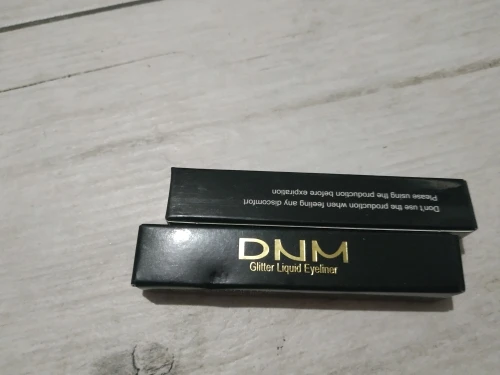 Don't use the production when feeling any discomfort
Please using the production before expiration
DNM
Glitter Liquid Eyeliner